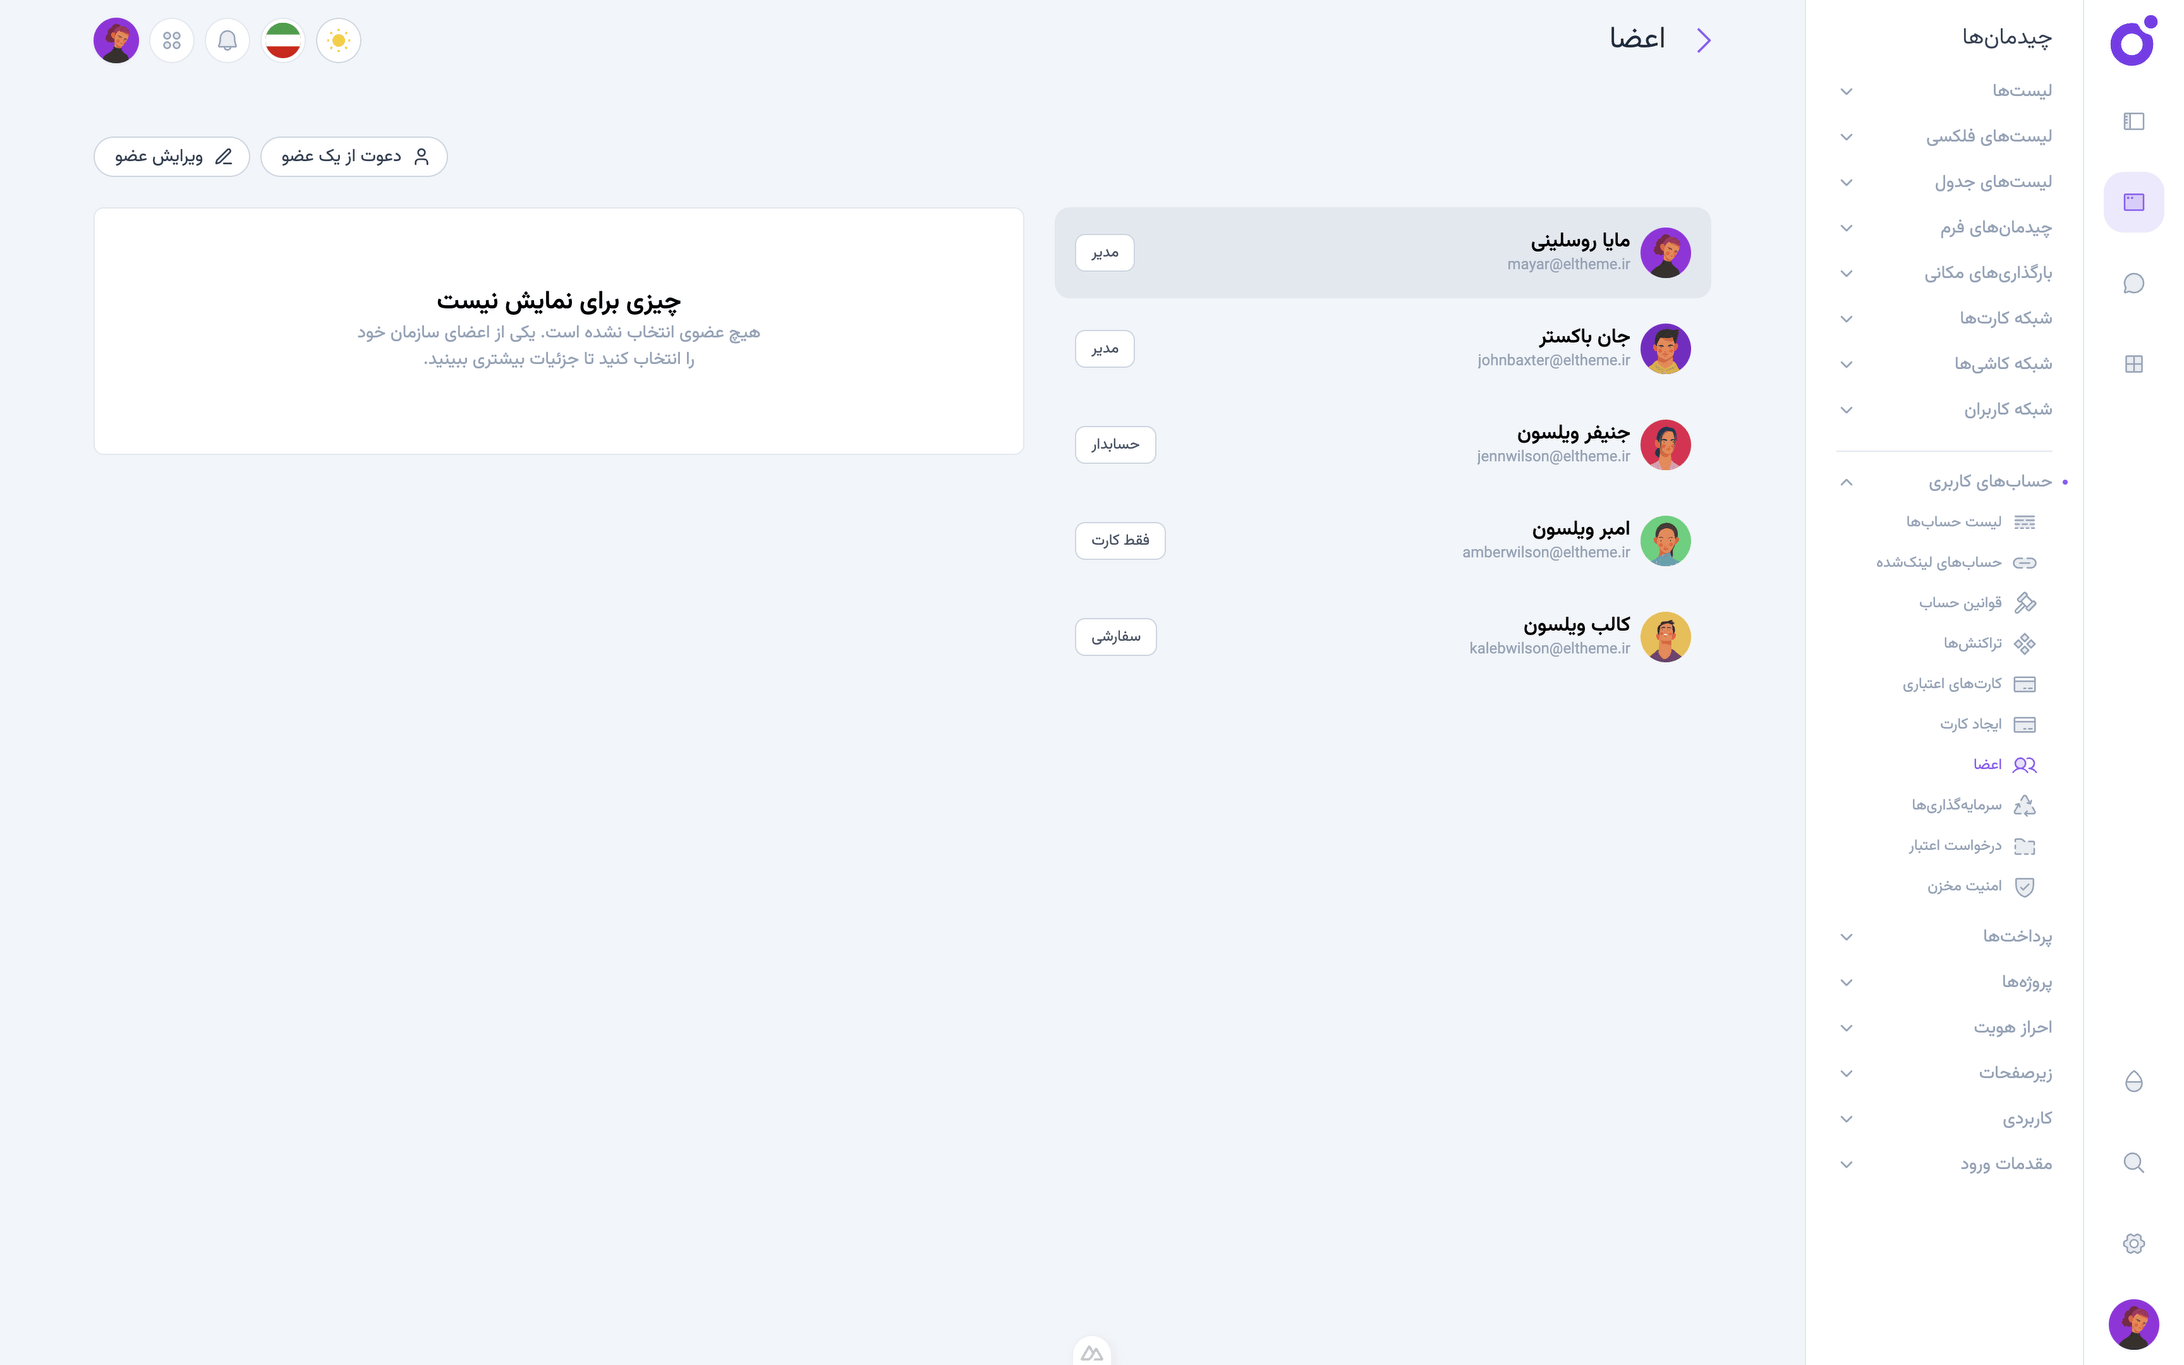 چیدمان‌ها
لیست‌ها
لیست‌های فلکسی
لیست‌های جدول
چیدمان‌های فرم
بارگذاری‌های مکانی
شبکه کارت‌ها
شبکه کاشی‌ها
شبکه کاربران
حساب‌های کاربری
لیست حساب‌ها
حساب‌های لینک‌شده
قوانین حساب
تراکنش‌ها
کارت‌های اعتباری
ایجاد کارت
اعضا
سرمایه‌گذاری‌ها
درخواست اعتبار
امنیت مخزن
پرداخت‌ها
پروژه‌ها
احراز هویت
زیرصفحات
کاربردی
مقدمات ورود
اعضا
دعوت از یک عضو
ویرایش عضو
مایا روسلینی
mayar@eltheme.ir
مدیر
جان باکستر
johnbaxter@eltheme.ir
مدیر
جنیفر ویلسون
jennwilson@eltheme.ir
حسابدار
امبر ویلسون
amberwilson@eltheme.ir
فقط کارت
کالب ویلسون
kalebwilson@eltheme.ir
سفارشی
چیزی برای نمایش نیست
هیچ عضوی انتخاب نشده است. یکی از اعضای سازمان خود
را انتخاب کنید تا جزئیات بیشتری ببینید.